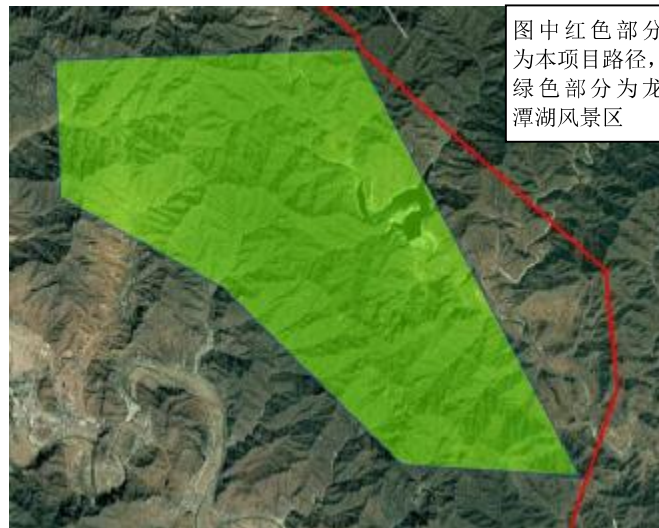 图中红色部分
为本项目路径，
绿色部分为龙
潭湖风景区